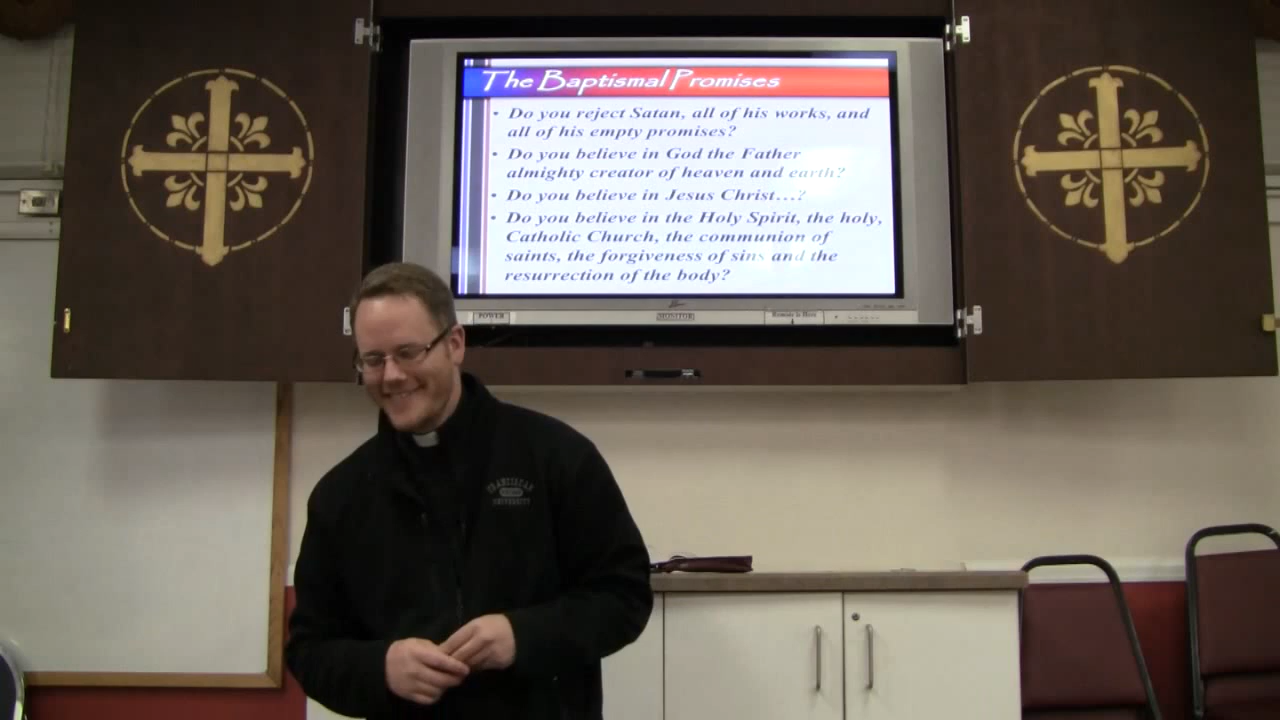 The Baptismal Promises
• Do you reject Satan, all of his works, and
all of his empty promises?
• Do you believe in God the Father
almighty creator of heaven and earth?
• Do you believe in Jesus Christ...?
• Do you believe in the Holy Spirit, the holy,
Catholic Church, the communion of
saints, the forgiveness of sins and the
resurrection of the body?
POWER
MONITOR
FRANCISCAN
UNIVERSITY